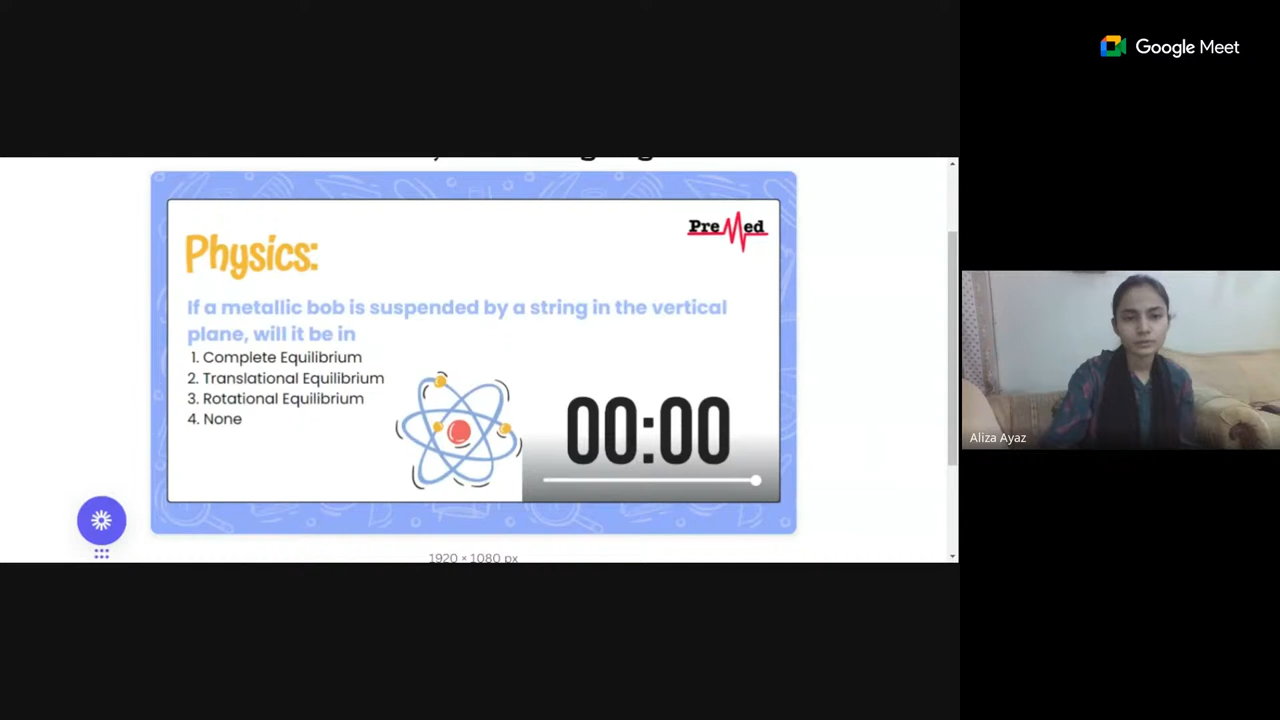 Google Meet
PreMed
Physics:
If a metallic bob is suspended by a string in the vertical
plane, will it be in
1. Complete Equilibrium
2. Translational Equilibrium
3. Rotational Equilibrium
4. None
00:00
Aliza Ayaz
1920 × 1080 px